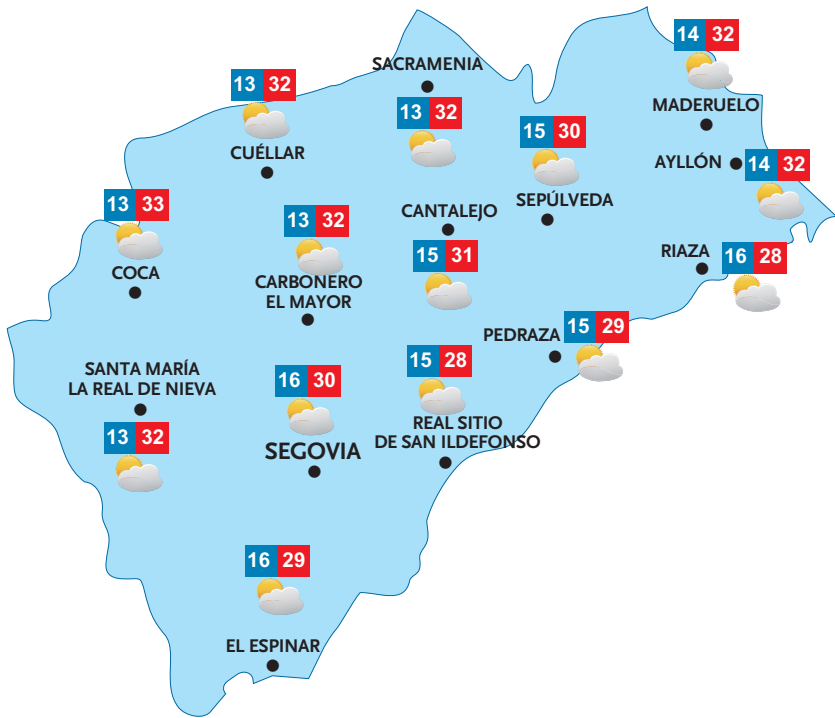 14 32
MADERUELO
SACRAMENIA
13 32
13 32
CUÉLLAR
15 30
SEPÚLVEDA
AYLLÓN
14 32
13 33
COCA
13 32
CARBONERO
EL MAYOR
CANTALEJO
15 31
RIAZA
16 28
PEDRAZA
15 29
SANTA MARÍA
LA REAL DE NIEVA
13 32
16 30
SEGOVIA
15 28
REAL SITIO
DE SAN ILDEFONSO
16 29
EL ESPINAR